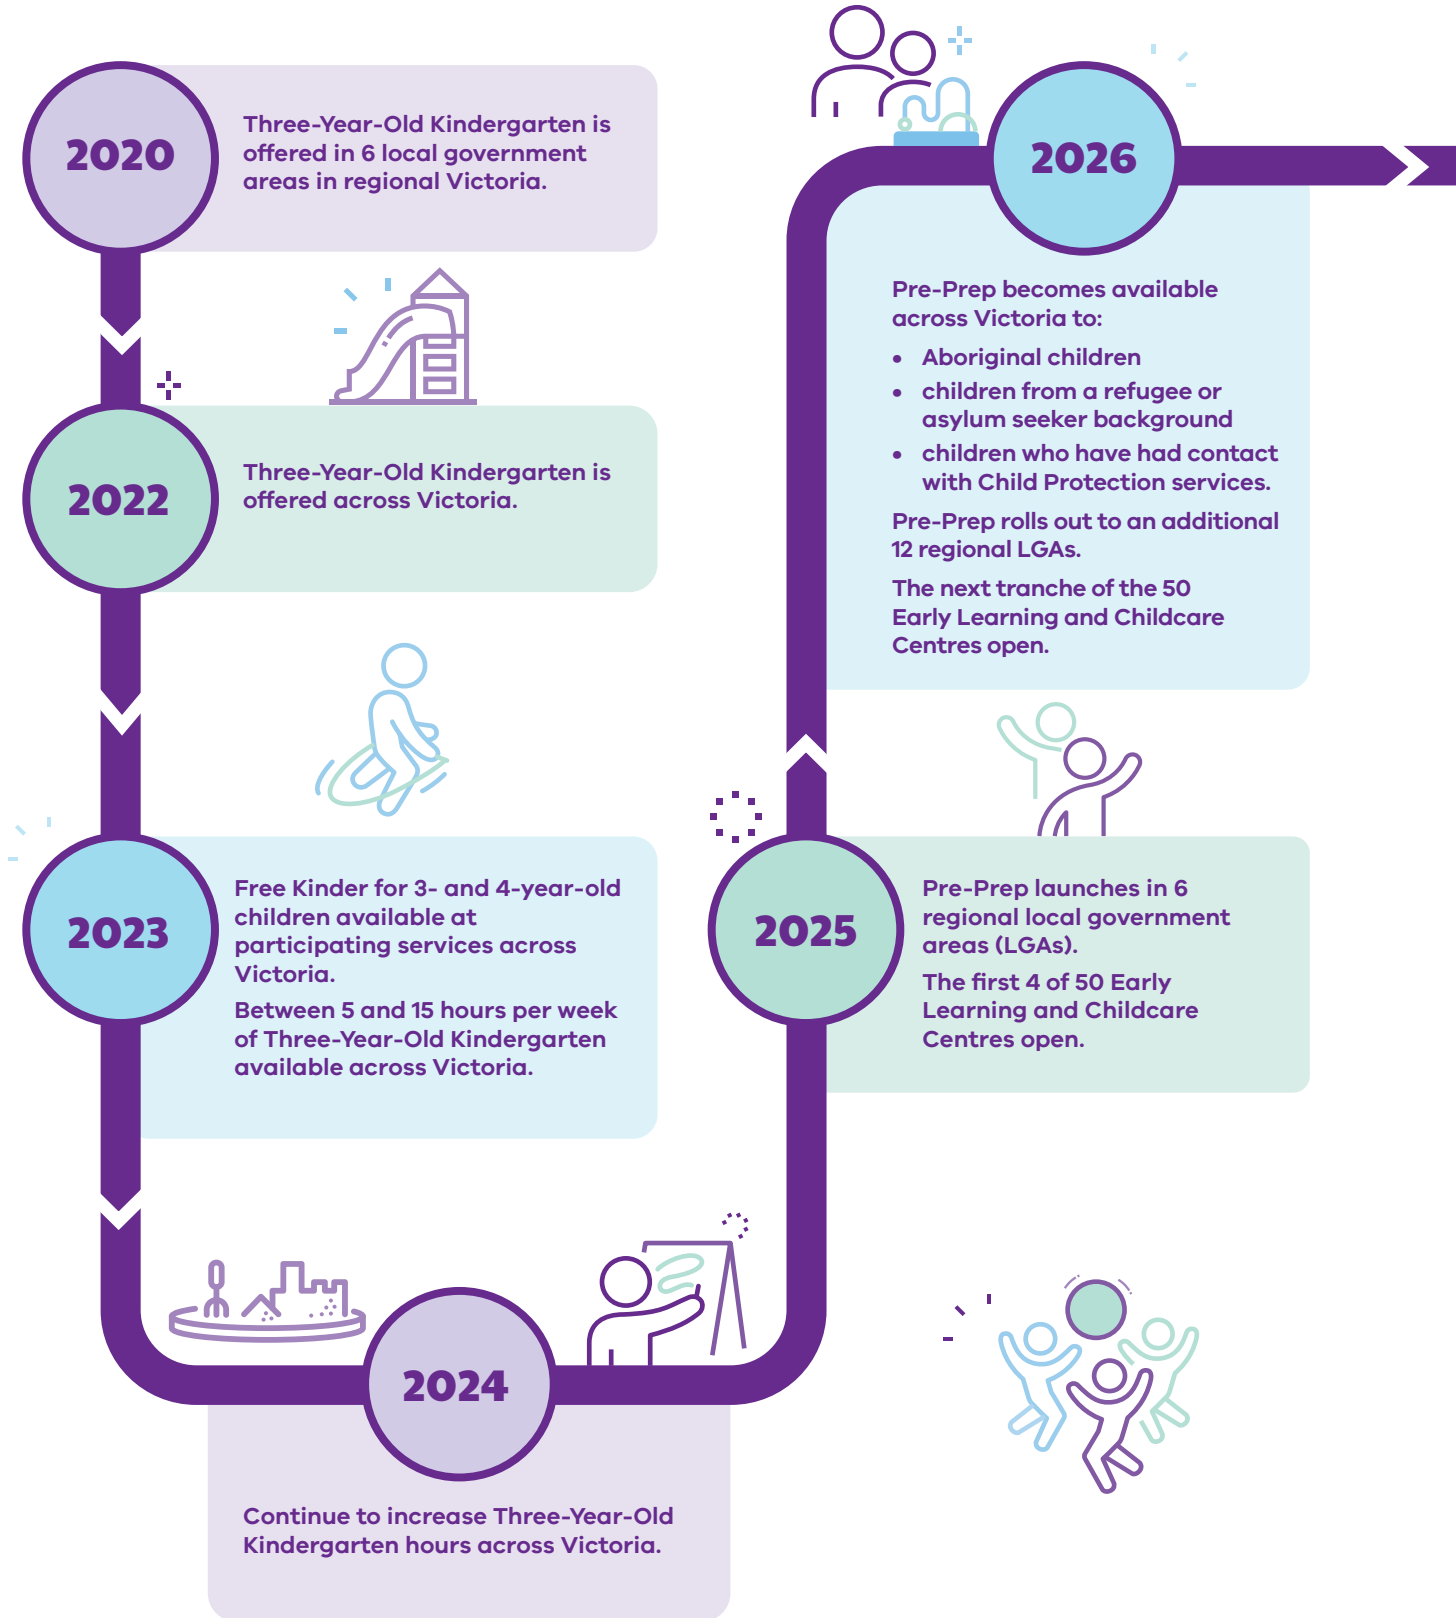 2020
Three-Year-Old Kindergarten is
offered in 6 local government
areas in regional Victoria.
2022
Three-Year-Old Kindergarten is
offered across Victoria.
2023
Free Kinder for 3- and 4-year-old
children available at
participating services across
Victoria.
Between 5 and 15 hours per week
of Three-Year-Old Kindergarten
available across Victoria.
2024
Continue to increase Three-Year-Old
Kindergarten hours across Victoria.
2025
Pre-Prep launches in 6
regional local government
areas (LGAs).
The first 4 of 50 Early
Learning and Childcare
Centres open.
2026
Pre-Prep becomes available
across Victoria to:
• Aboriginal children
• children from a refugee or
asylum seeker background
• children who have had contact
with Child Protection services.
Pre-Prep rolls out to an additional
12 regional LGAs.
The next tranche of the 50
Early Learning and Childcare
Centres open.